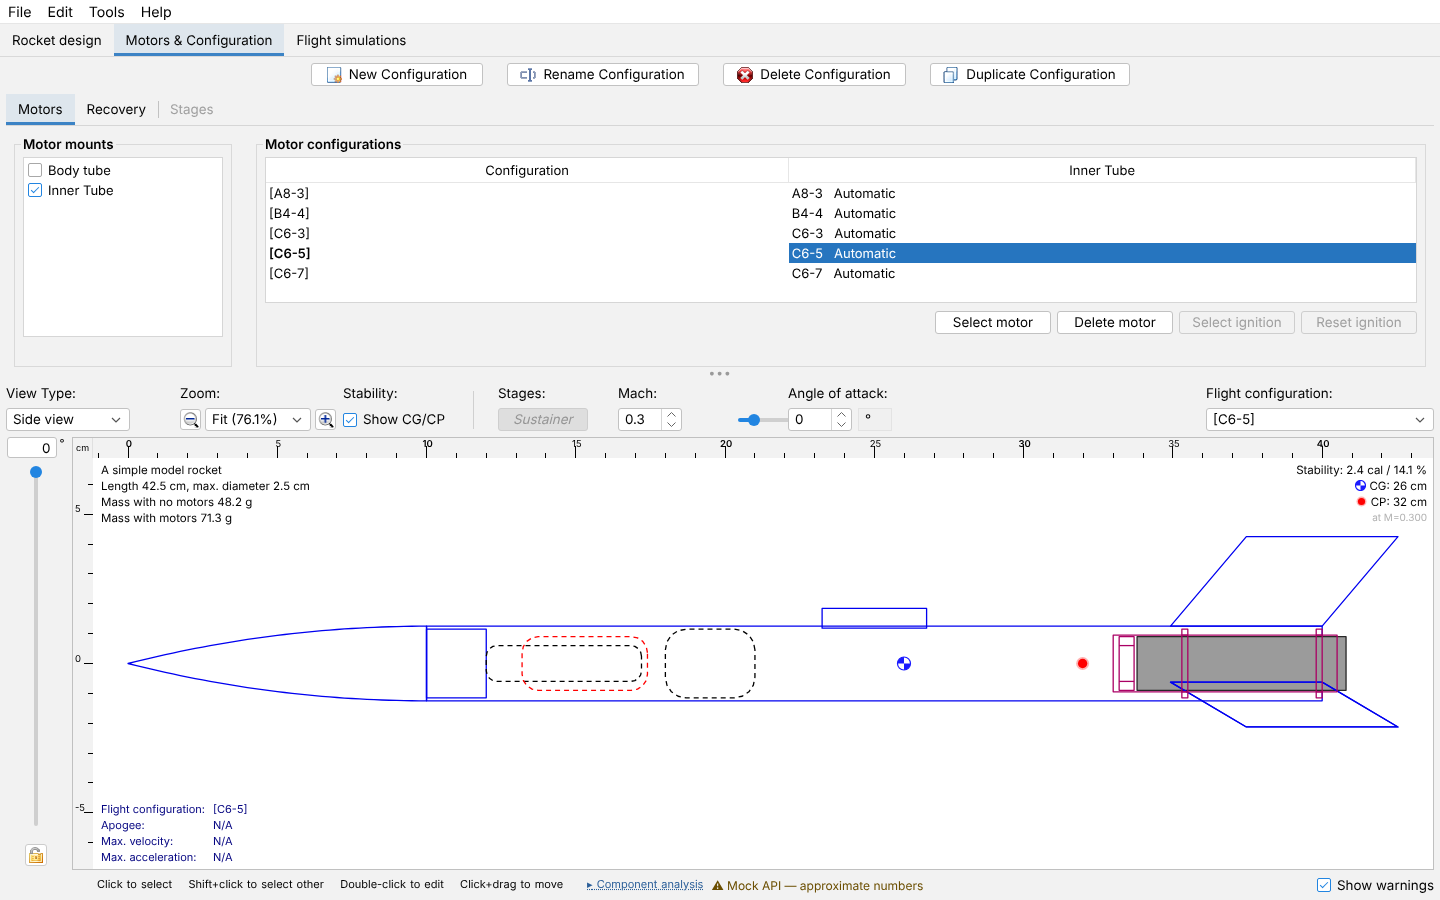 File Edit Tools Help
Rocket design Motors & Configuration Flight simulations
New Configuration Rename Configuration Delete Configuration Duplicate Configuration
Motors Recovery Stages
Motor mounts
Body tube
Inner Tube
Motor configurations
Configuration Inner Tube
[A8-3] A8-3 Automatic
[B4-4] B4-4 Automatic
[C6-3] C6-3 Automatic
[C6-5] C6-5 Automatic
[C6-7] C6-7 Automatic
Select motor Delete motor Select ignition Reset ignition
View Type: Zoom: Stability: Stages: Mach: Angle of attack: Flight configuration:
Side view Fit (76.1%) Show CG/CP Sustainer 0.3 0 ° [C6-5]
0 ° cm 0 5 10 15 20 25 30 35 40
A simple model rocket
Length 42.5 cm, max. diameter 2.5 cm
Mass with no motors 48.2 g
Mass with motors 71.3 g
Stability: 2.4 cal / 14.1 %
CG: 26 cm
CP: 32 cm
at M=0.300
5
0
-5
Flight configuration: [C6-5]
Apogee: N/A
Max. velocity: N/A
Max. acceleration: N/A
Click to select Shift+click to select other Double-click to edit Click+drag to move ▸ Component analysis Mock API — approximate numbers Show warnings